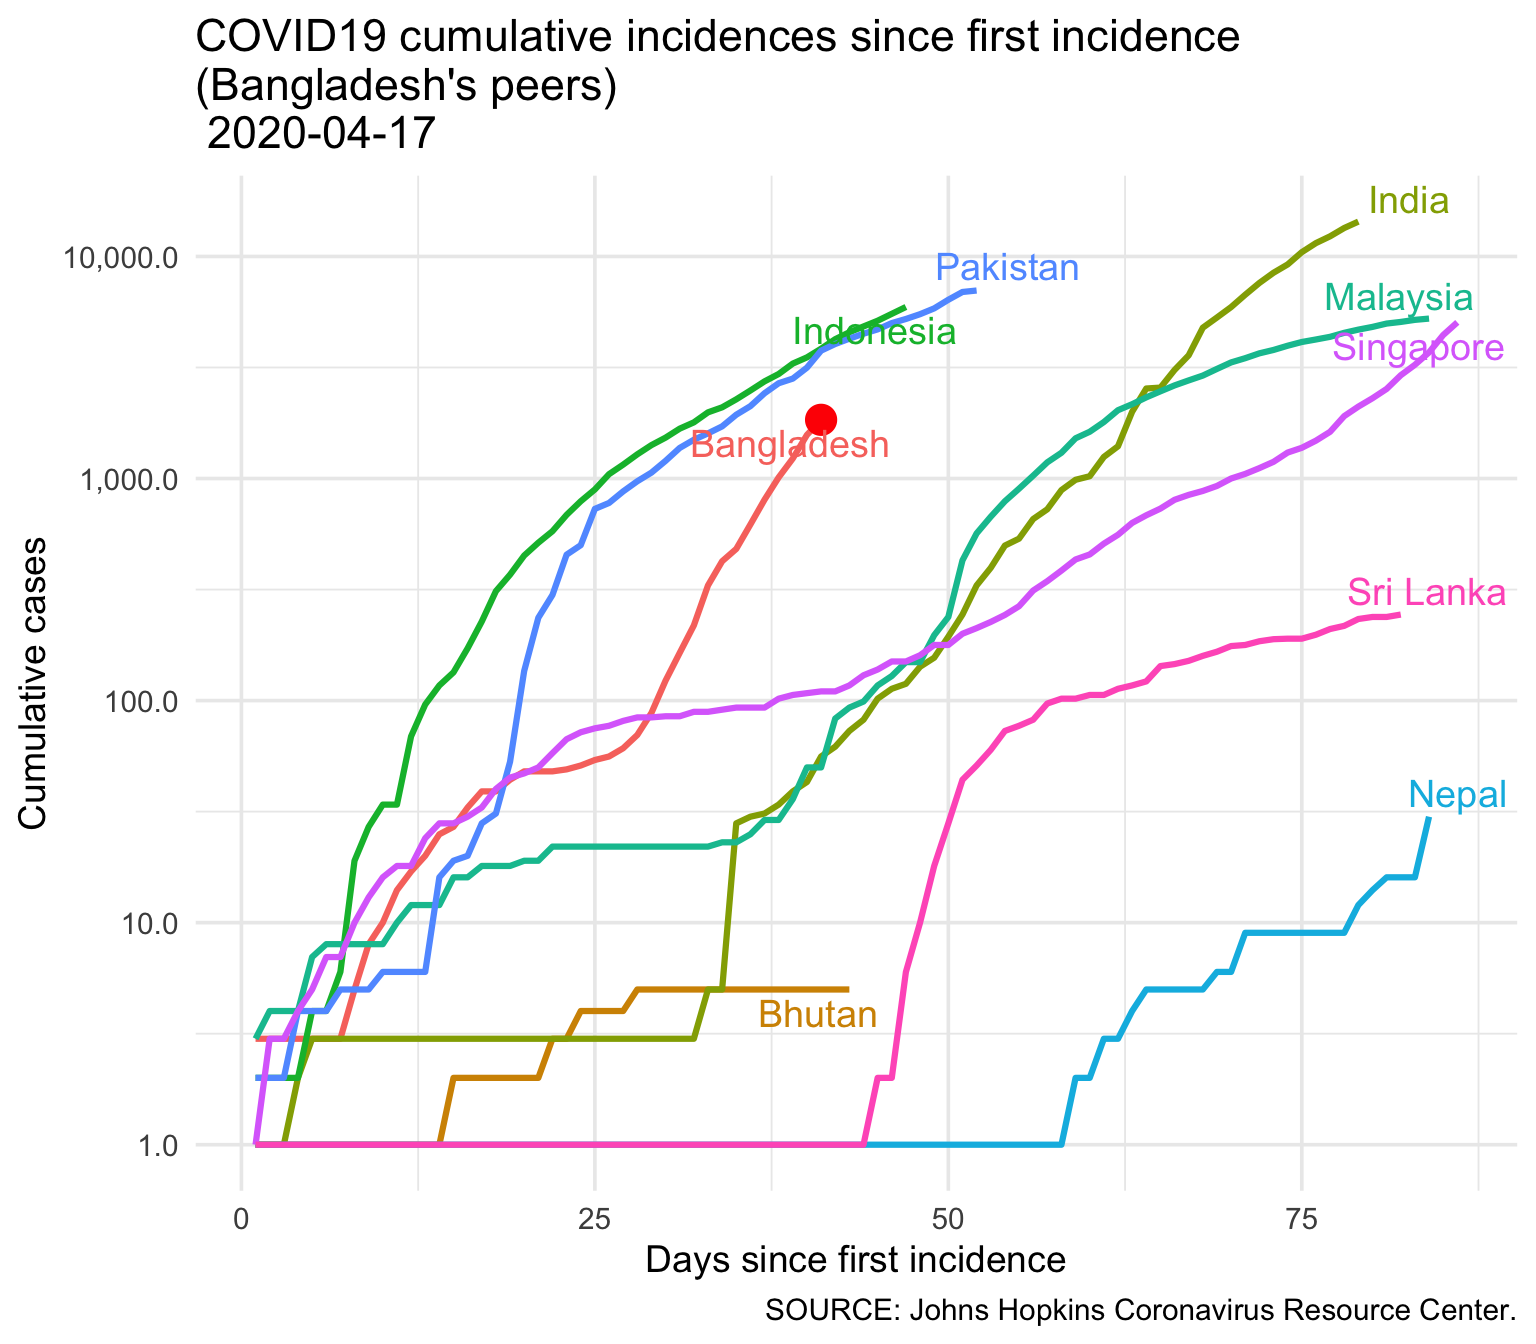 COVID19 cumulative incidences since first incidence
(Bangladesh's peers)
2020-04-17
India
10,000.0
Pakistan
Malaysia
Indonesia
Singapore
Bangladesh
1,000.0
Sri Lanka
100.0
Cumulative cases
Nepal
10.0
Bhutan
1.0
0
25
50
75
Days since first incidence
SOURCE: Johns Hopkins Coronavirus Resource Center.